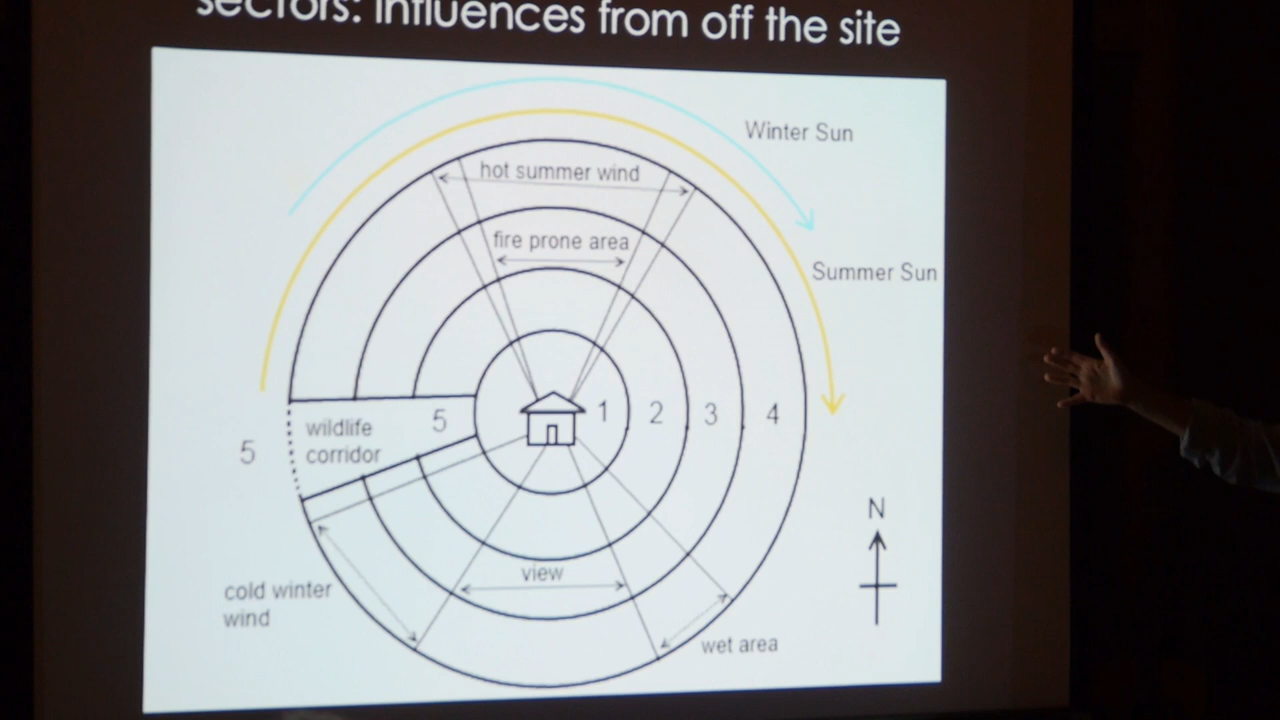 sectors: influences from off the site
Winter Sun
hot summer wind
fire prone area
Summer Sun
1 2 3 4
5
wildlife
corridor
5
N
view
cold winter
wind
wet area